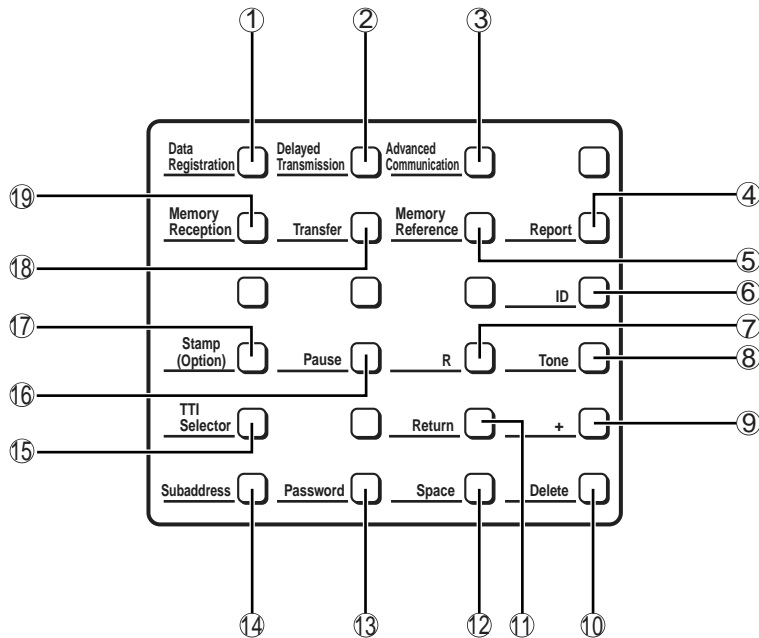 ① ② ③
Data Registration
Delayed Transmission
Advanced Communication
⑲
④
Memory Reception
Transfer
Memory Reference
Report
⑱
⑤
ID
⑥
⑰
⑦
Stamp (Option)
Pause
R
Tone
⑧
⑯
TTI Selector
Return
+
⑨
⑮
⑪
Subaddress
Password
Space
Delete
⑭ ⑬ ⑫ ⑩